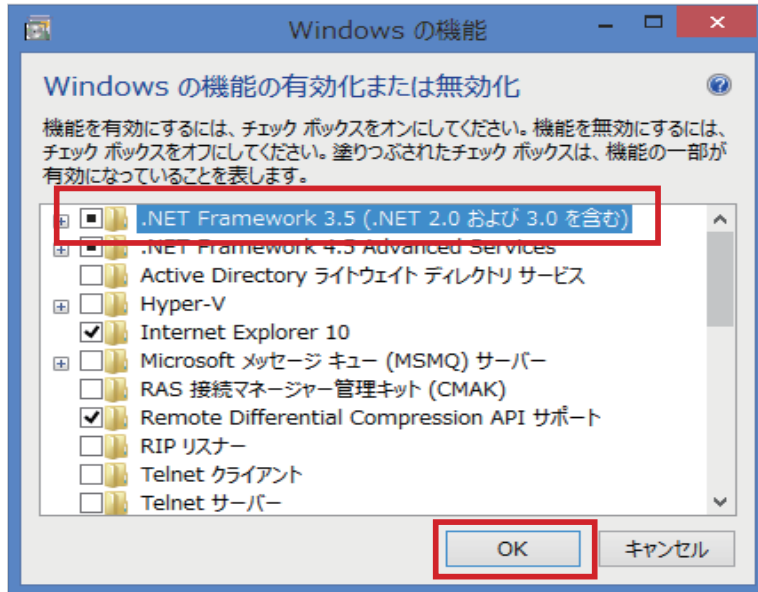 Windows の機能
Windows の機能の有効化または無効化
機能を有効にするには、チェック ボックスをオンにしてください。機能を無効にするには、
チェック ボックスをオフにしてください。塗りつぶされたチェック ボックスは、機能の一部が
有効になっていることを表します。
.NET Framework 3.5 (.NET 2.0 および 3.0 を含む)
.NET Framework 4.5 Advanced Services
Active Directory ライトウェイト ディレクトリ サービス
Hyper-V
Internet Explorer 10
Microsoft メッセージ キュー (MSMQ) サーバー
RAS 接続マネージャー管理キット (CMAK)
Remote Differential Compression API サポート
RIP リスナー
Telnet クライアント
Telnet サーバー
OK キャンセル